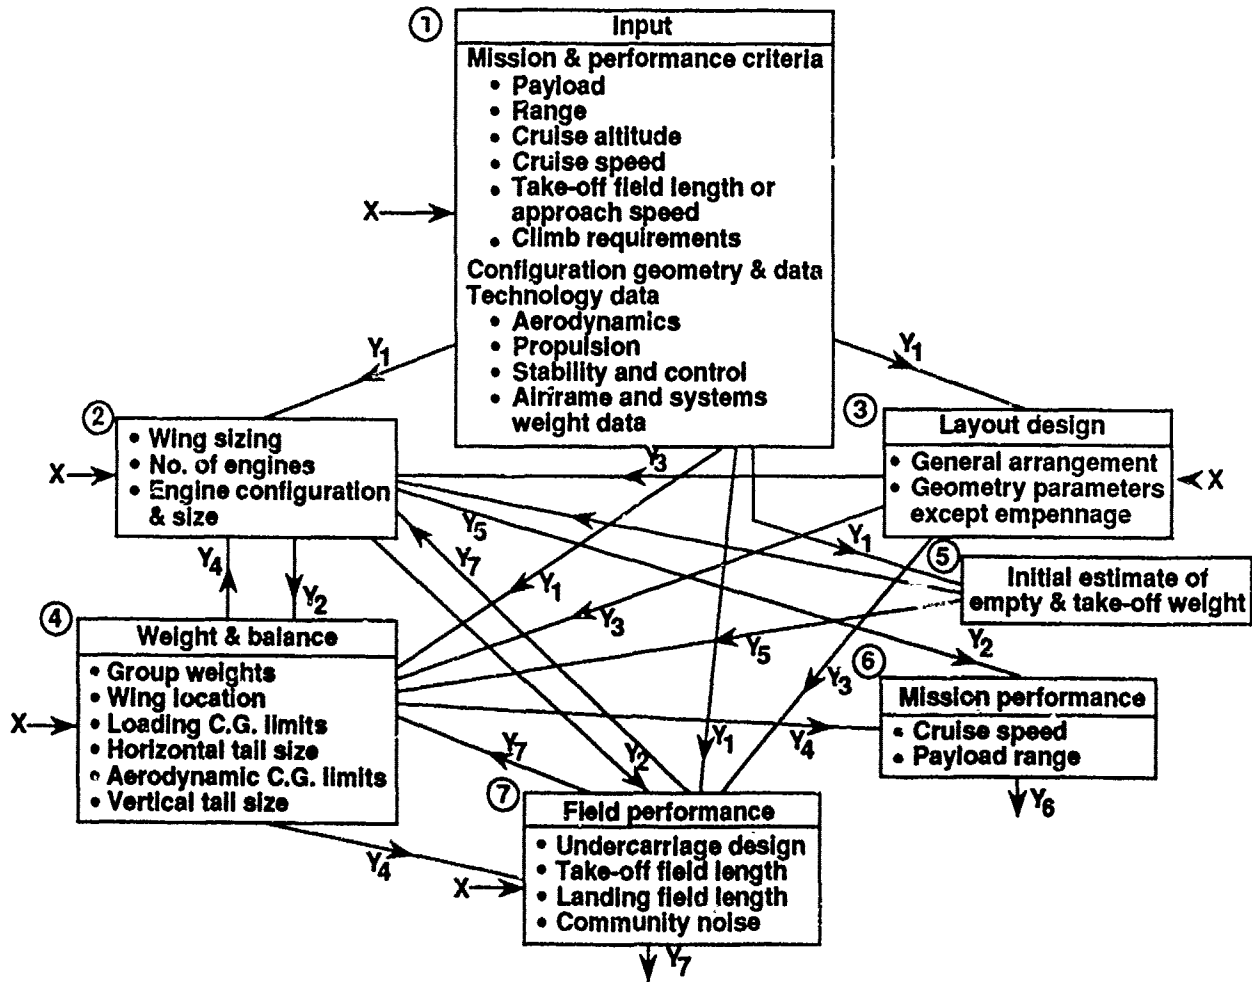 1
Input
Mission & performance criteria
• Payload
• Range
• Cruise altitude
• Cruise speed
• Take-off field length or
approach speed
• Climb requirements
Configuration geometry & data
Technology data
• Aerodynamics
• Propulsion
• Stability and control
• Airframe and systems
weight data
X
Y1
Y1
2
• Wing sizing
• No. of engines
• Engine configuration
& size
X
3
Layout design
• General arrangement
• Geometry parameters
except empennage
X
Y3
Y5
Y7
Y1
Y1
5
Initial estimate of
empty & take-off weight
Y4
Y2
Y3
Y5
Y2
4
Weight & balance
• Group weights
• Wing location
• Loading C.G. limits
• Horizontal tail size
• Aerodynamic C.G. limits
• Vertical tail size
X
6
Mission performance
• Cruise speed
• Payload range
Y3
Y4
Y6
Y7
Y2
Y1
7
Field performance
• Undercarriage design
• Take-off field length
• Landing field length
• Community noise
Y4
X
Y7